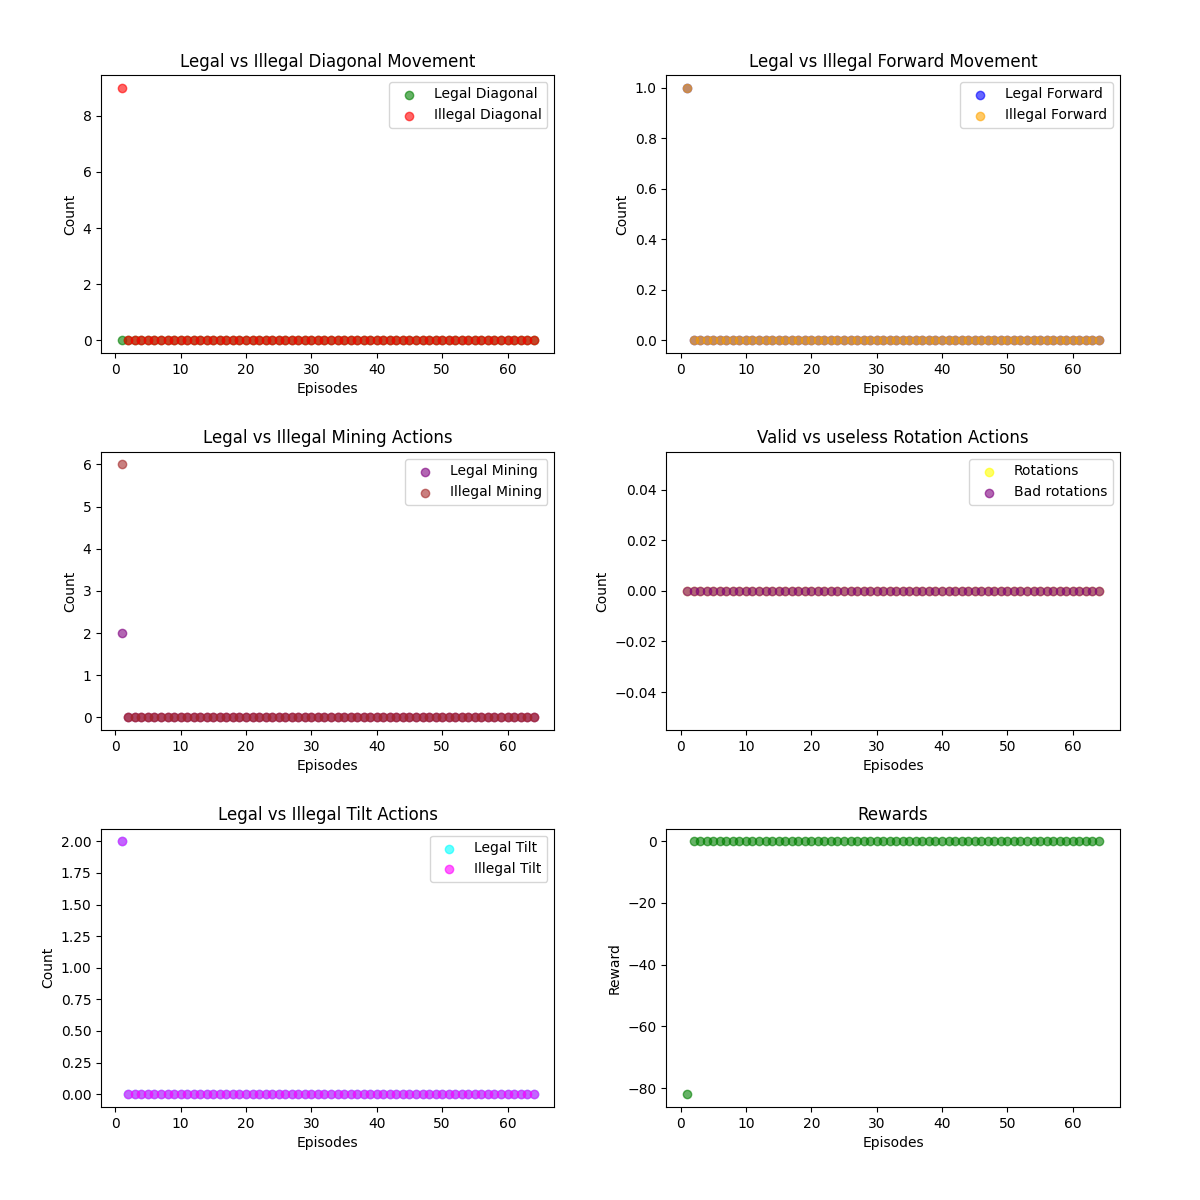 Legal vs Illegal Diagonal Movement
Legal Diagonal
Illegal Diagonal
Count
8
6
4
2
0
0 10 20 30 40 50 60
Episodes
Legal vs Illegal Forward Movement
Legal Forward
Illegal Forward
Count
1.0
0.8
0.6
0.4
0.2
0.0
0 10 20 30 40 50 60
Episodes
Legal vs Illegal Mining Actions
Legal Mining
Illegal Mining
Count
6
5
4
3
2
1
0
0 10 20 30 40 50 60
Episodes
Valid vs useless Rotation Actions
Rotations
Bad rotations
Count
0.04
0.02
0.00
−0.02
−0.04
0 10 20 30 40 50 60
Episodes
Legal vs Illegal Tilt Actions
Legal Tilt
Illegal Tilt
Count
2.00
1.75
1.50
1.25
1.00
0.75
0.50
0.25
0.00
0 10 20 30 40 50 60
Episodes
Rewards
Reward
0
−20
−40
−60
−80
0 10 20 30 40 50 60
Episodes